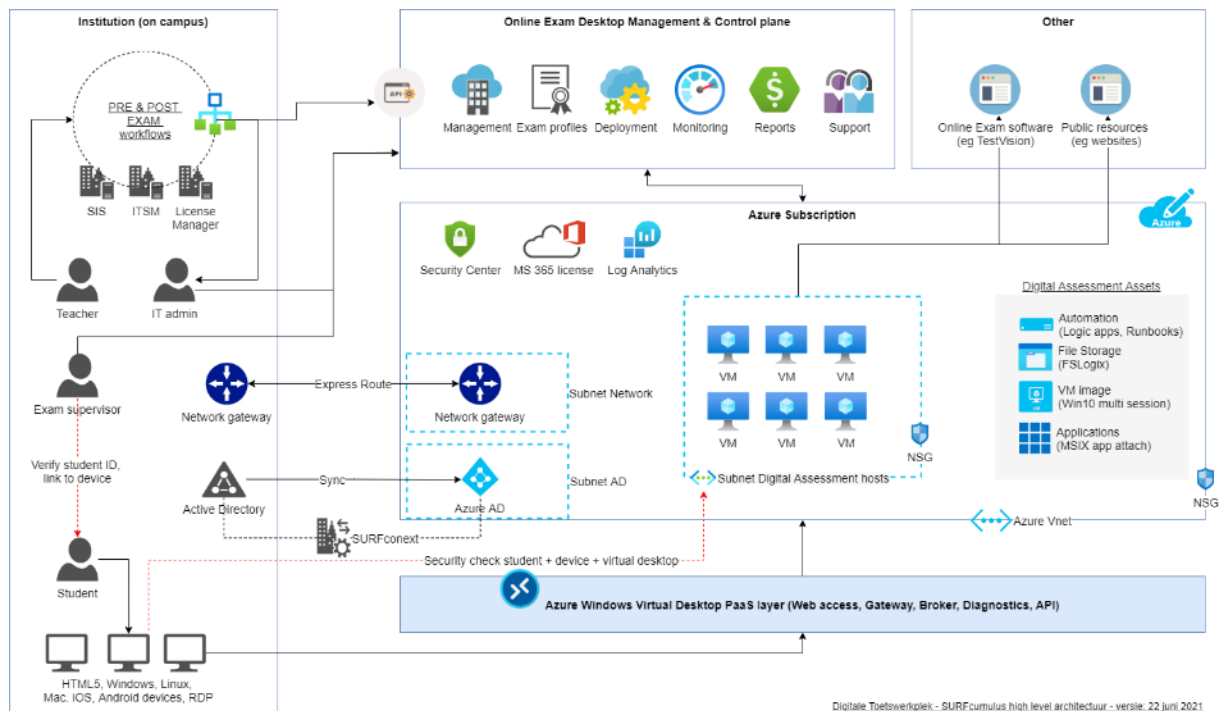 Institution (on campus)
PRE & POST
EXAM
workflows
SIS
ITSM
License
Manager
Teacher
IT admin
Exam supervisor
Verify student ID,
link to device
Student
HTML5, Windows, Linux,
Mac. IOS, Android devices, RDP
Network gateway
Active Directory
Express Route
Sync
SURFconext
Security check student + device + virtual desktop
Online Exam Desktop Management & Control plane
API
Management
Exam profiles
Deployment
Monitoring
Reports
Support
Other
Online Exam software
(eg TestVision)
Public resources
(eg websites)
Azure Subscription
Azure
Security Center
MS 365 license
Log Analytics
Network gateway
Subnet Network
Azure AD
Subnet AD
VM
VM
VM
VM
VM
VM
NSG
Subnet Digital Assessment hosts
Digital Assessment Assets
Automation
(Logic apps, Runbooks)
File Storage
(FSLogix)
VM Image
(Win10 multi session)
Applications
(MSIX app attach)
NSG
Azure Vnet
Azure Windows Virtual Desktop PaaS layer (Web access, Gateway, Broker, Diagnostics, API)
Digitale Toetswerkplek - SURFcumulus high level architectuur - versie: 22 juni 2021